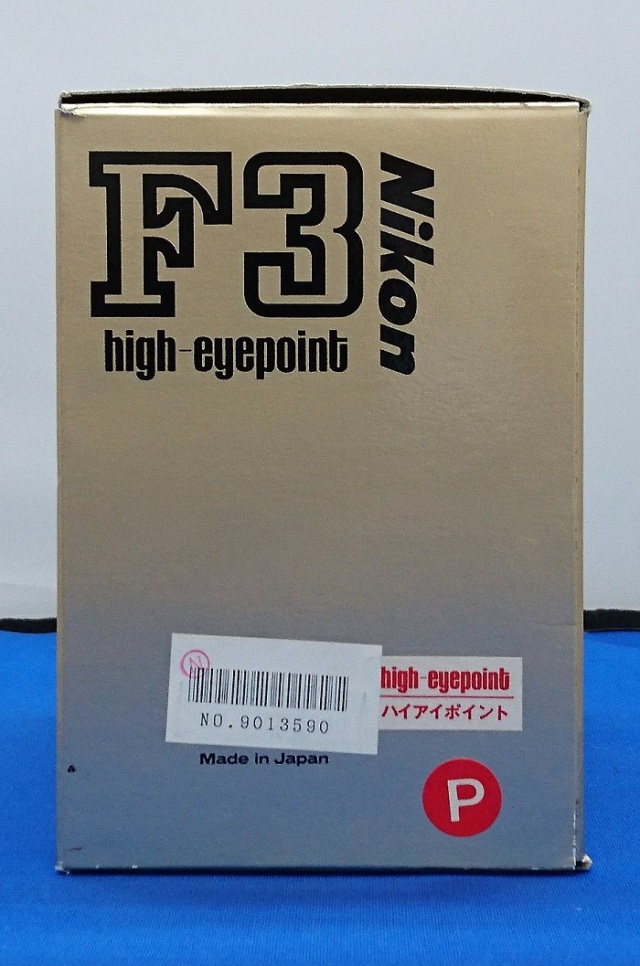 F3
Nikon
high-eyepoint
N
NO.9013590
high-eyepoint
ハイアイポイント
Made in Japan
P